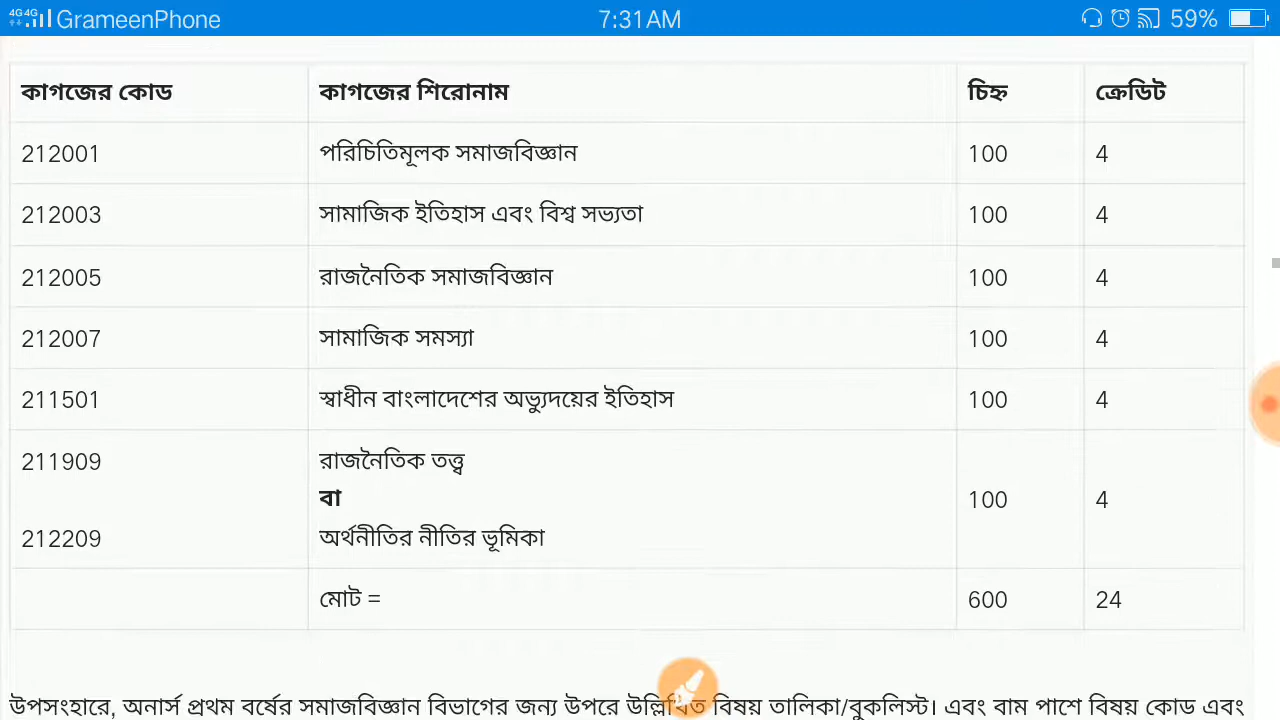 4G 4G GrameenPhone 7:31AM 59%
কাগজের কোড কাগজের শিরোনাম চিহ্ন ক্রেডিট
212001 পরিচিতিমূলক সমাজবিজ্ঞান 100 4
212003 সামাজিক ইতিহাস এবং বিশ্ব সভ্যতা 100 4
212005 রাজনৈতিক সমাজবিজ্ঞান 100 4
212007 সামাজিক সমস্যা 100 4
211501 স্বাধীন বাংলাদেশের অভ্যুদয়ের ইতিহাস 100 4
211909 রাজনৈতিক তত্ত্ব
বা 100 4
212209 অর্থনীতির নীতির ভূমিকা
মোট = 600 24
উপসংহারে, অনার্স প্রথম বর্ষের সমাজবিজ্ঞান বিভাগের জন্য উপরে উল্লিখিত বিষয় তালিকা/বুকলিস্ট। এবং বাম পাশে বিষয় কোড এবং